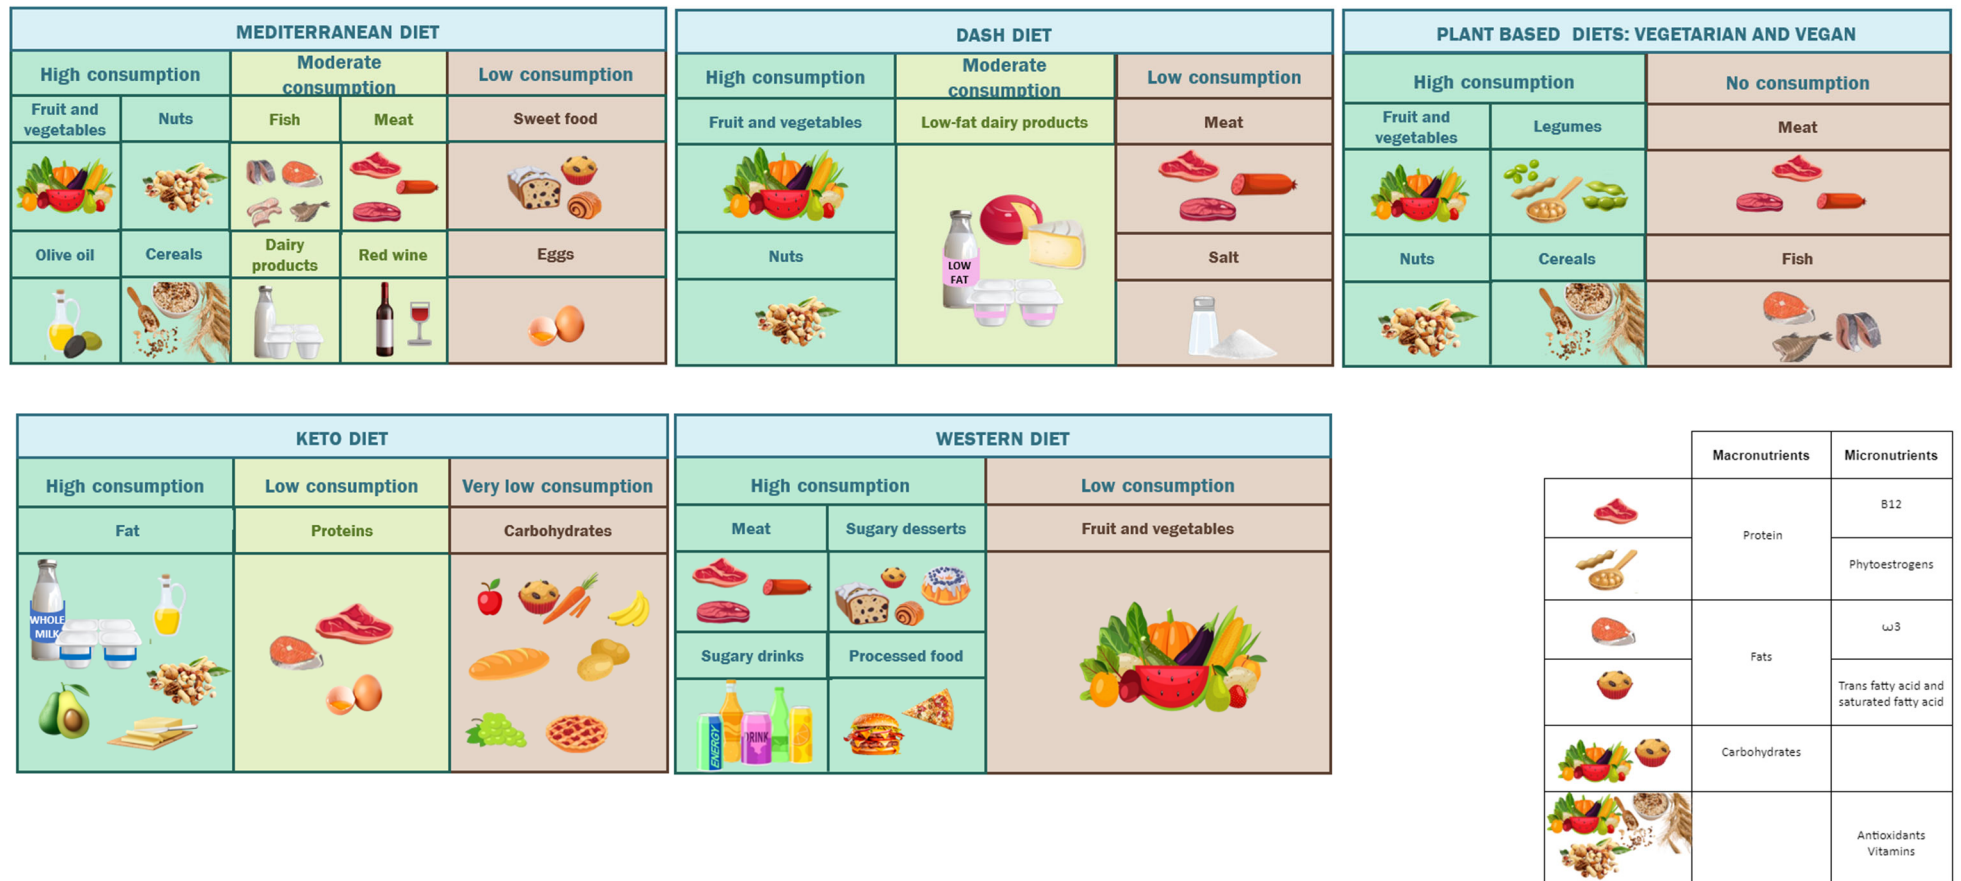 MEDITERRANEAN DIET
High consumption
Moderate
consumption
Low consumption
Fruit and
vegetables
Nuts
Fish
Meat
Sweet food
Olive oil
Cereals
Dairy
products
Red wine
Eggs
DASH DIET
High consumption
Moderate
consumption
Low consumption
Fruit and vegetables
Low-fat dairy products
Meat
LOW
FAT
Nuts
Salt
PLANT BASED DIETS: VEGETARIAN AND VEGAN
High consumption
No consumption
Fruit and
vegetables
Legumes
Meat
Nuts
Cereals
Fish
KETO DIET
High consumption
Low consumption
Very low consumption
Fat
Proteins
Carbohydrates
WHOLE
MILK
WESTERN DIET
High consumption
Low consumption
Meat
Sugary desserts
Fruit and vegetables
Sugary drinks
Processed food
ENERGY
DRINK
Macronutrients
Micronutrients
Protein
B12
Phytoestrogens
Fats
ω3
Trans fatty acid and
saturated fatty acid
Carbohydrates
Antioxidants
Vitamins